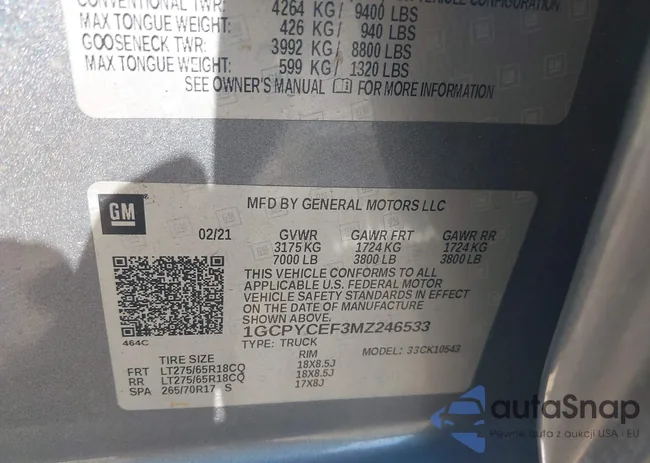 CONVENTIONAL TWR: 4264 KG/ 9400 LBS
MAX TONGUE WEIGHT: 426 KG/ 940 LBS
GOOSENECK TWR: 3992 KG/ 8800 LBS
MAX TONGUE WEIGHT: 599 KG/ 1320 LBS
SEE OWNER'S MANUAL FOR MORE INFORMATION
GM
MFD BY GENERAL MOTORS LLC
02/21 GVWR GAWR FRT GAWR RR
3175 KG 1724 KG 1724 KG
7000 LB 3800 LB 3800 LB
THIS VEHICLE CONFORMS TO ALL
APPLICABLE U.S. FEDERAL MOTOR
VEHICLE SAFETY STANDARDS IN EFFECT
ON THE DATE OF MANUFACTURE
SHOWN ABOVE.
1GCPYCEF3MZ246533
464C TYPE: TRUCK MODEL: 33CK10543
TIRE SIZE RIM
FRT LT275/65R18CQ 18X8.5J
RR LT275/65R18CQ 18X8.5J
SPA 265/70R17 S 17X8J
autaSnap
Pewne auto z aukcji USA i EU